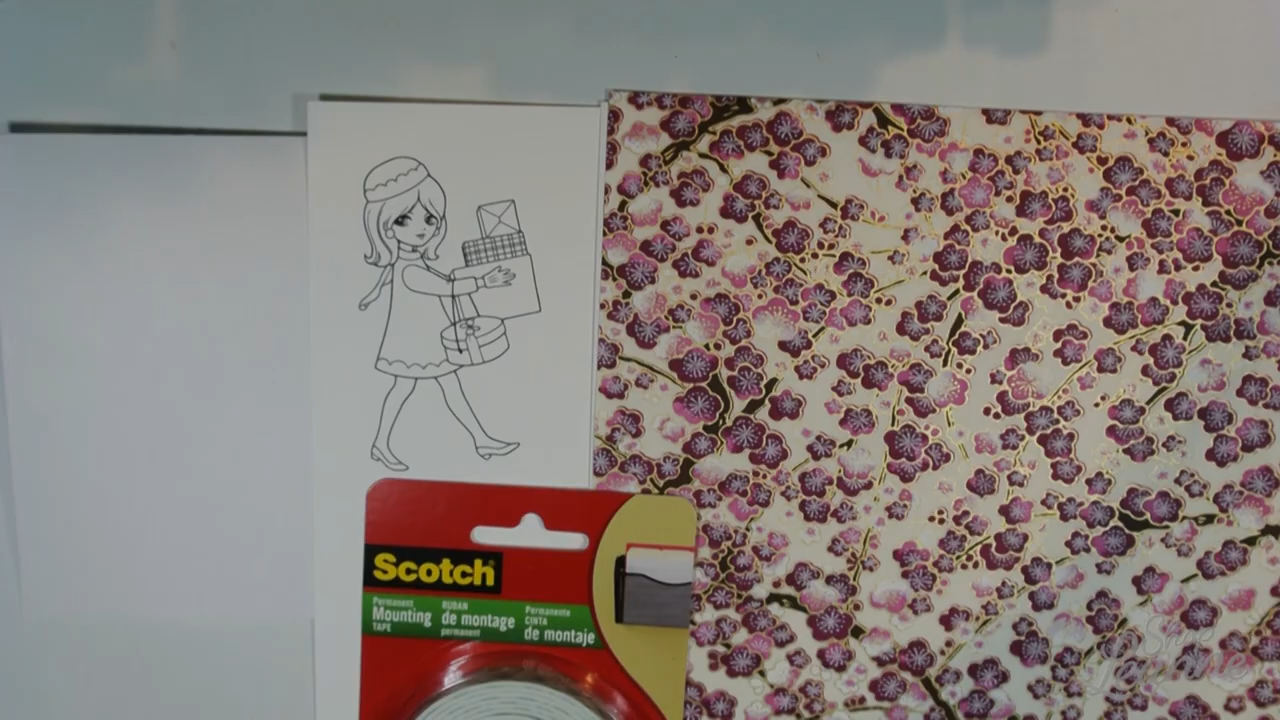 Scotch
Permanent
Mounting
TAPE
RUBAN
de montage
permanent
Permanente
CINTA
de montaje